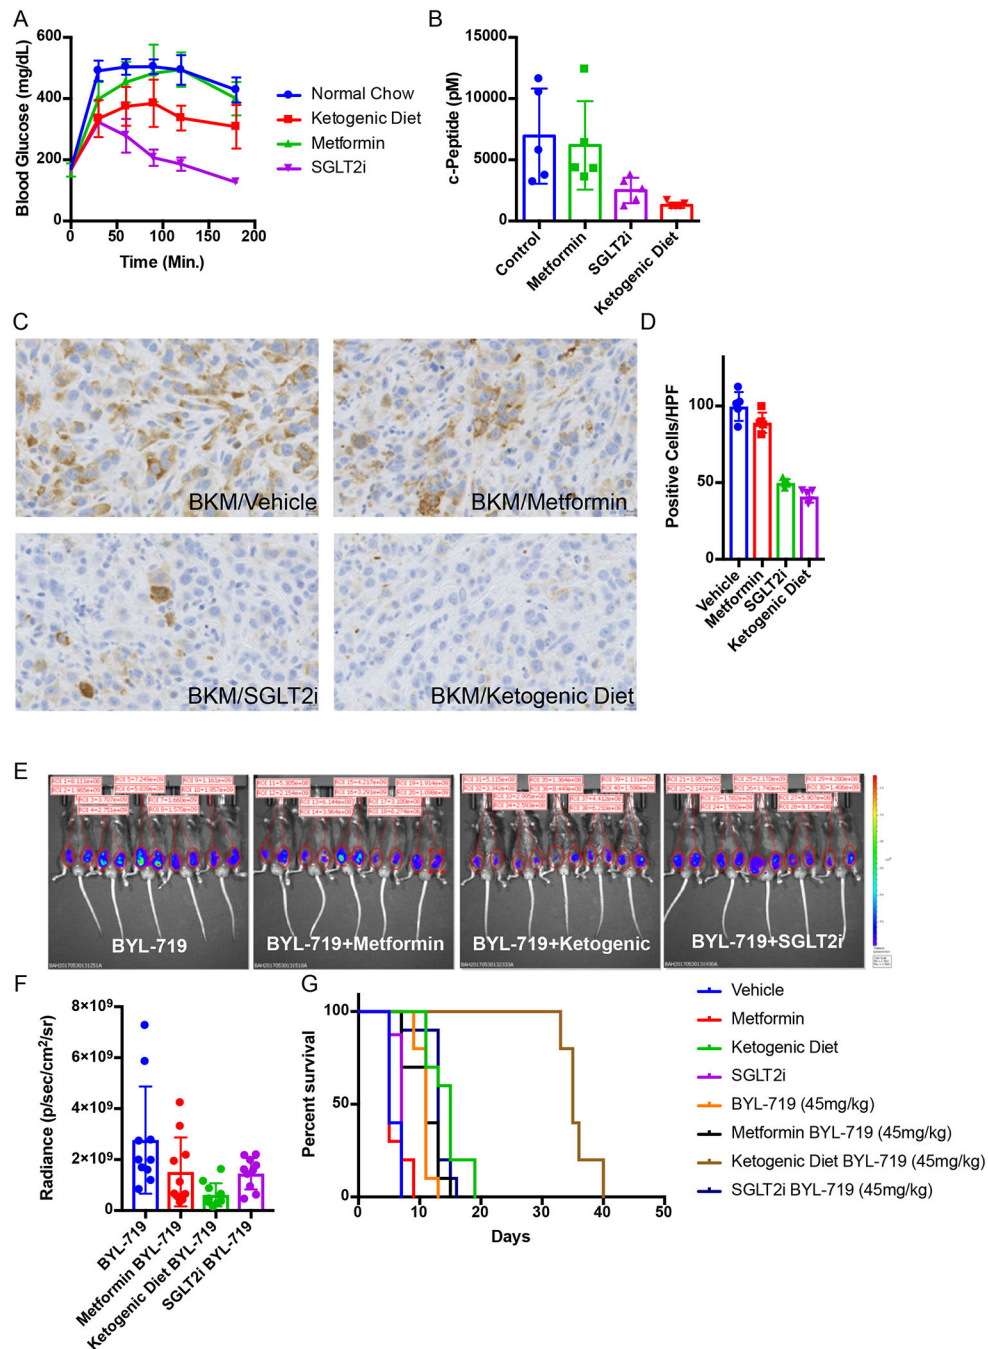 A
600
400
200
0
Blood Glucose (mg/dL)
0
50
100
150
200
Time (Min.)
Normal Chow
Ketogenic Diet
Metformin
SGLT2i
B
15000
10000
5000
0
c-Peptide (pM)
Control
Metformin
SGLT2i
Ketogenic Diet
C
BKM/Vehicle
BKM/Metformin
BKM/SGLT2i
BKM/Ketogenic Diet
D
100
50
0
Positive Cells/HPF
Vehicle
Metformin
SGLT2i
Ketogenic Diet
E
BYL-719
BYL-719+Metformin
BYL-719+Ketogenic
BYL-719+SGLT2i
F
8×10⁹
6×10⁹
4×10⁹
2×10⁹
0
Radiance (p/sec/cm²/sr)
BYL-719
Metformin BYL-719
Ketogenic Diet BYL-719
SGLT2i BYL-719
G
100
50
0
Percent survival
0
10
20
30
40
50
Days
Vehicle
Metformin
Ketogenic Diet
SGLT2i
BYL-719 (45mg/kg)
Metformin BYL-719 (45mg/kg)
Ketogenic Diet BYL-719 (45mg/kg)
SGLT2i BYL-719 (45mg/kg)